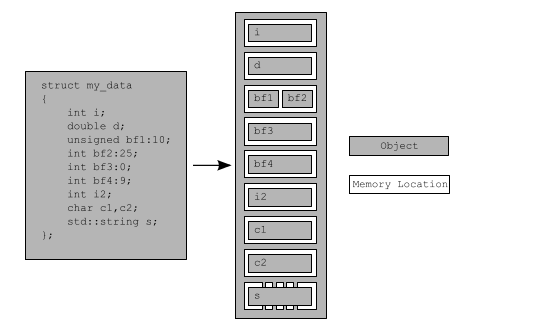 struct my_data
{
int i;
double d;
unsigned bf1:10;
int bf2:25;
int bf3:0;
int bf4:9;
int i2;
char c1,c2;
std::string s;
};
i
d
bf1 bf2
bf3
bf4
i2
c1
c2
s
Object
Memory Location